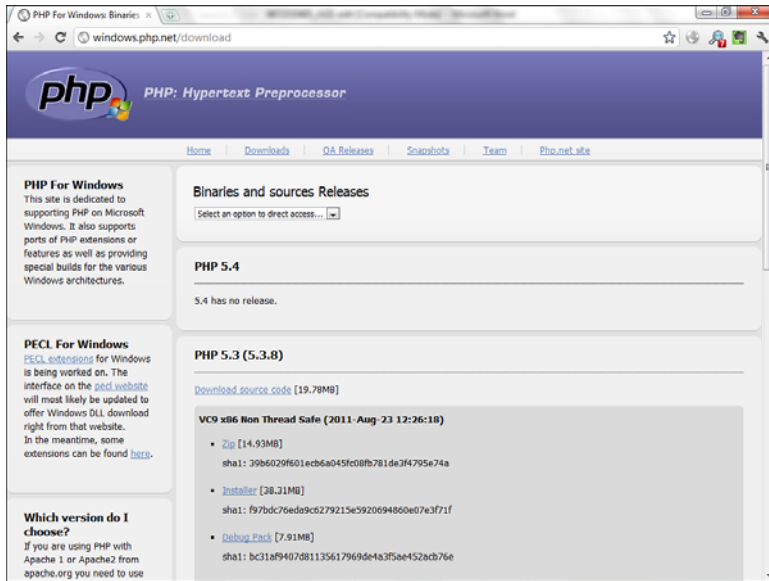 PHP For Windows: Binaries
windows.php.net/download
php
PHP: Hypertext Preprocessor
Home
Downloads
QA Releases
Snapshots
Team
Php.net site
PHP For Windows
This site is dedicated to
supporting PHP on Microsoft
Windows. It also supports
ports of PHP extensions or
features as well as providing
special builds for the various
Windows architectures.
PECL For Windows
PECL extensions for Windows
is being worked on. The
interface on the pecl website
will most likely be updated to
offer Windows DLL download
right from that website.
In the meantime, some
extensions can be found here.
Which version do I
choose?
If you are using PHP with
Apache 1 or Apache2 from
apache.org you need to use
Binaries and sources Releases
Select an option to direct access...
PHP 5.4
5.4 has no release.
PHP 5.3 (5.3.8)
Download source code [19.78MB]
VC9 x86 Non Thread Safe (2011-Aug-23 12:26:18)
Zip [14.93MB]
sha1: 39b6029f601ecb6a045fc08fb781de3f4795e74a
Installer [38.31MB]
sha1: f97bdc76eda9c6279215e5920694860e07e3f71f
Debug Pack [7.91MB]
sha1: bc31af9407d81135617969de4a3f5ae452acb76e